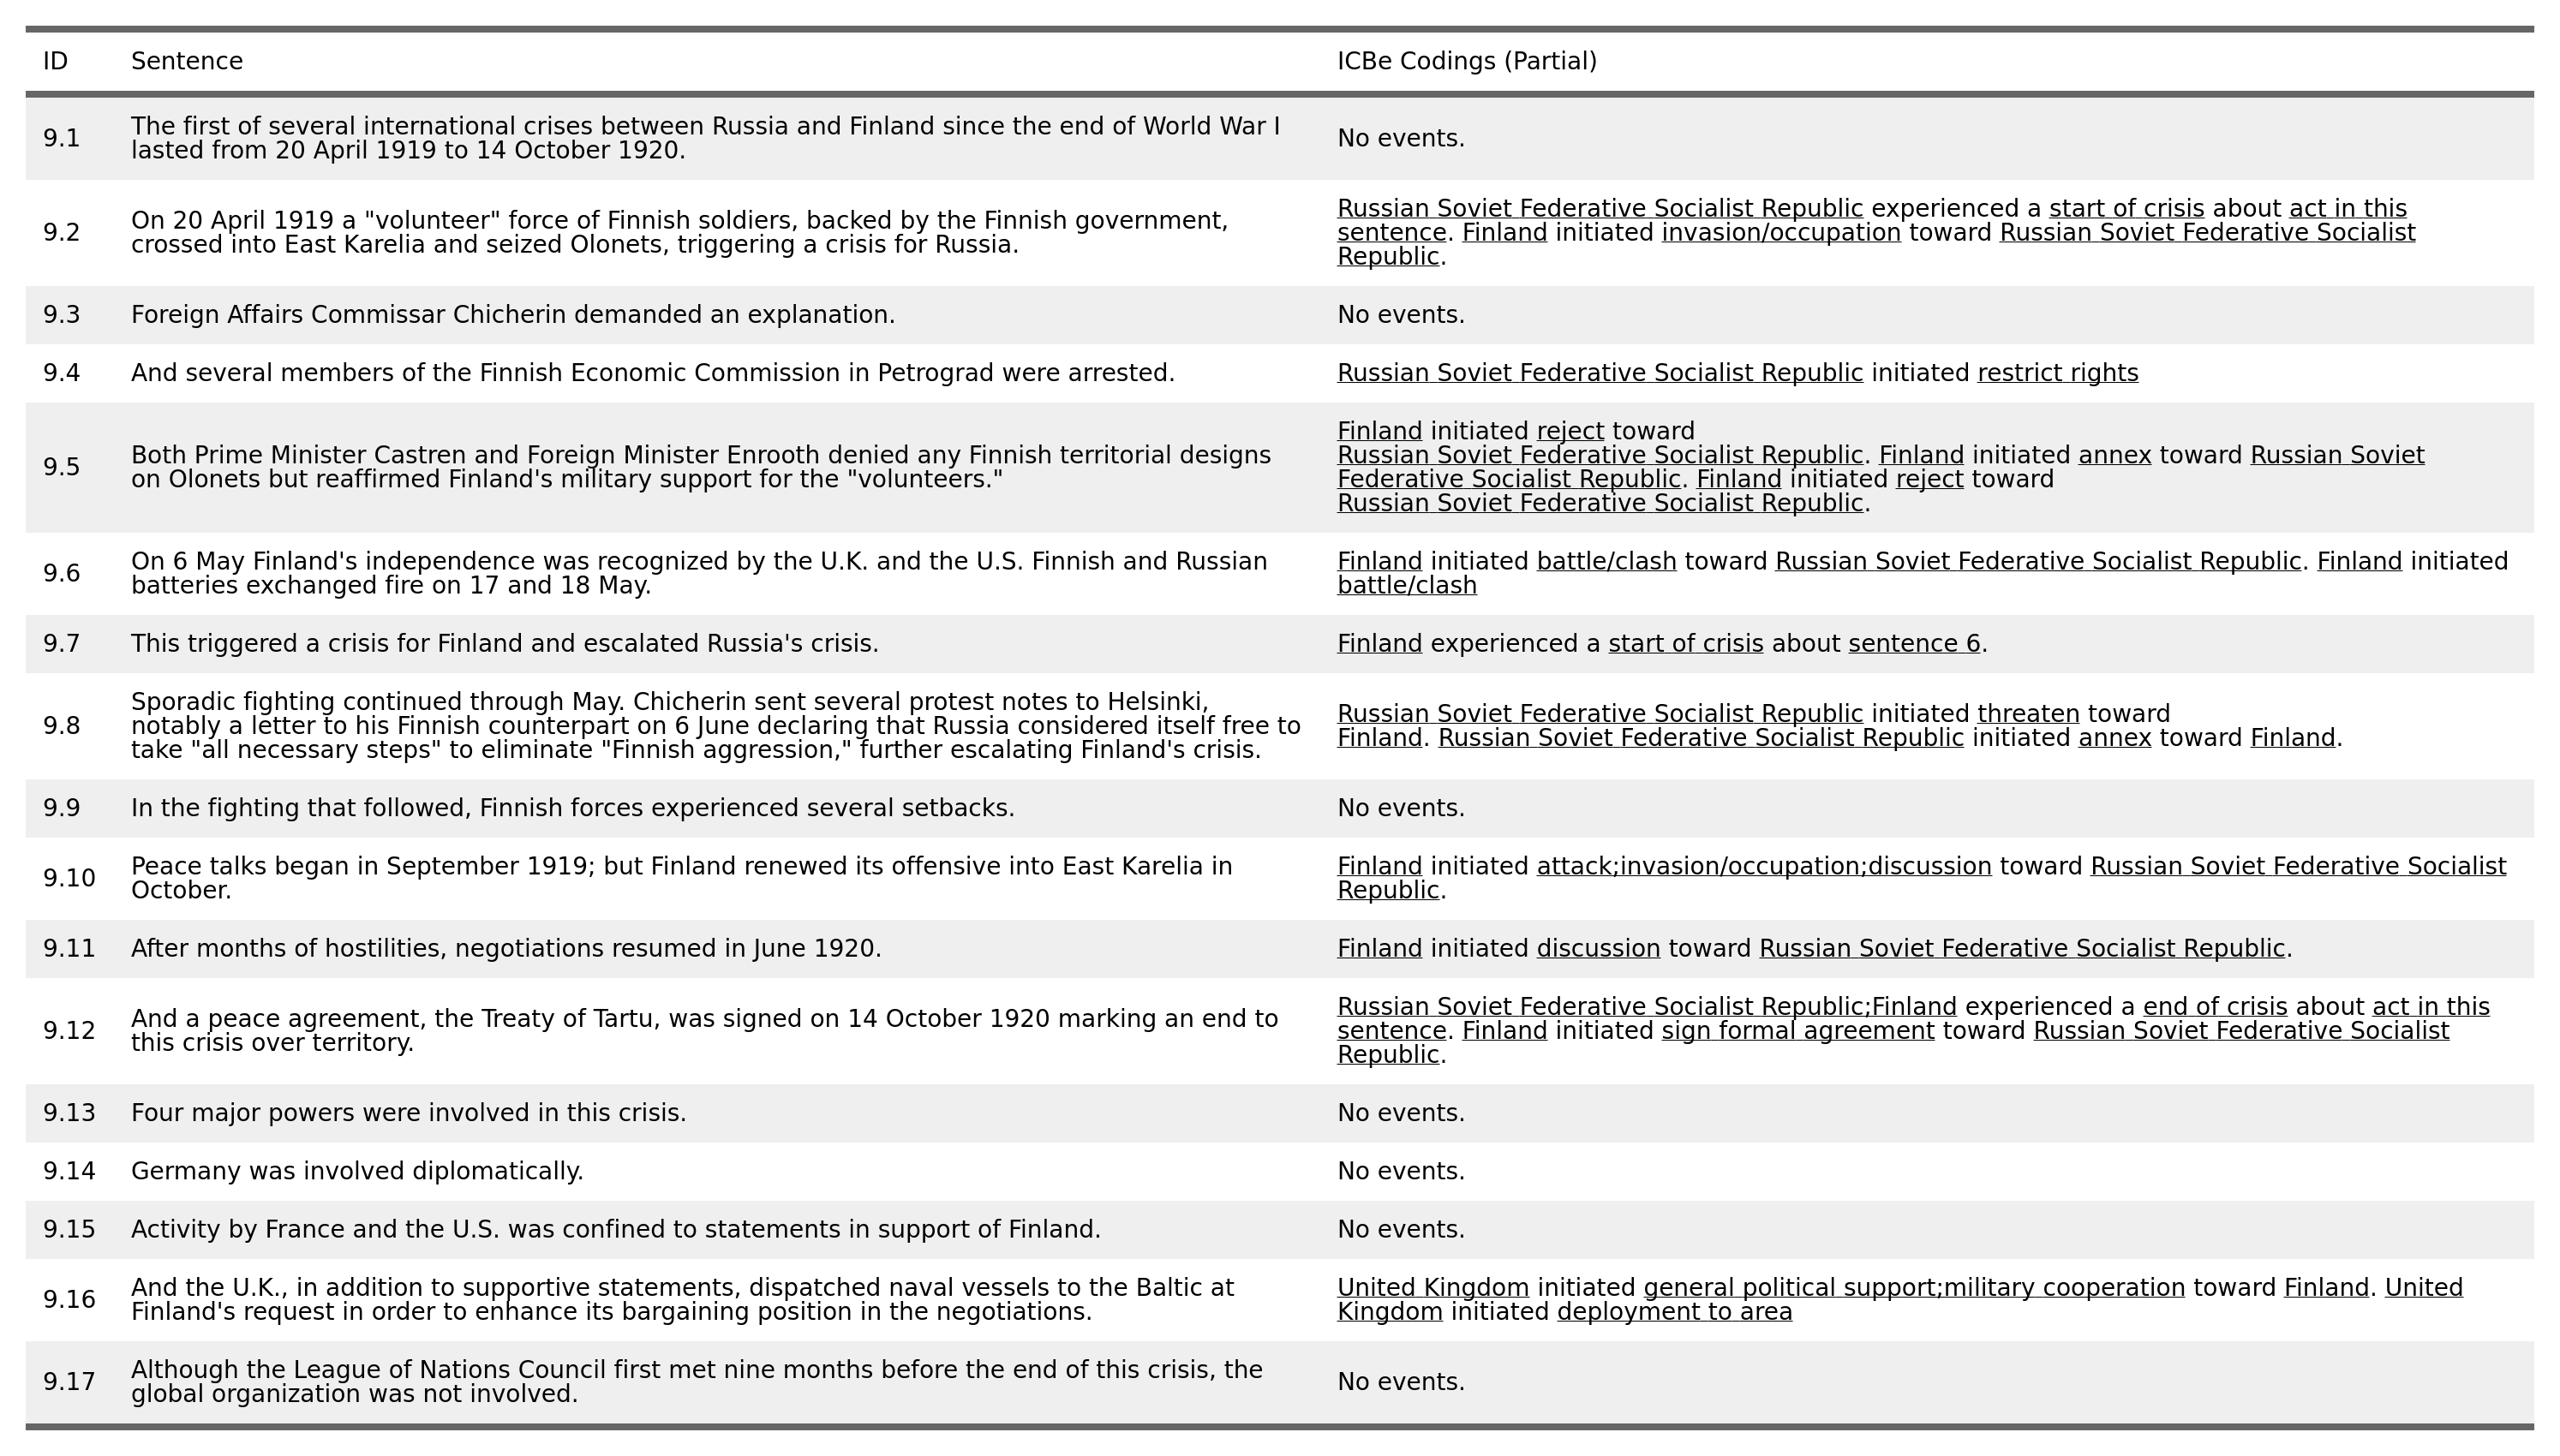 ID Sentence ICBe Codings (Partial)
9.1 The first of several international crises between Russia and Finland since the end of World War I
lasted from 20 April 1919 to 14 October 1920.
No events.
9.2 On 20 April 1919 a "volunteer" force of Finnish soldiers, backed by the Finnish government,
crossed into East Karelia and seized Olonets, triggering a crisis for Russia.
Russian Soviet Federative Socialist Republic experienced a start of crisis about act in this
sentence. Finland initiated invasion/occupation toward Russian Soviet Federative Socialist
Republic.
9.3 Foreign Affairs Commissar Chicherin demanded an explanation.
No events.
9.4 And several members of the Finnish Economic Commission in Petrograd were arrested.
Russian Soviet Federative Socialist Republic initiated restrict rights
9.5 Both Prime Minister Castren and Foreign Minister Enrooth denied any Finnish territorial designs
on Olonets but reaffirmed Finland's military support for the "volunteers."
Finland initiated reject toward
Russian Soviet Federative Socialist Republic. Finland initiated annex toward Russian Soviet
Federative Socialist Republic. Finland initiated reject toward
Russian Soviet Federative Socialist Republic.
9.6 On 6 May Finland's independence was recognized by the U.K. and the U.S. Finnish and Russian
batteries exchanged fire on 17 and 18 May.
Finland initiated battle/clash toward Russian Soviet Federative Socialist Republic. Finland initiated
battle/clash
9.7 This triggered a crisis for Finland and escalated Russia's crisis.
Finland experienced a start of crisis about sentence 6.
9.8 Sporadic fighting continued through May. Chicherin sent several protest notes to Helsinki,
notably a letter to his Finnish counterpart on 6 June declaring that Russia considered itself free to
take "all necessary steps" to eliminate "Finnish aggression," further escalating Finland's crisis.
Russian Soviet Federative Socialist Republic initiated threaten toward
Finland. Russian Soviet Federative Socialist Republic initiated annex toward Finland.
9.9 In the fighting that followed, Finnish forces experienced several setbacks.
No events.
9.10 Peace talks began in September 1919; but Finland renewed its offensive into East Karelia in
October.
Finland initiated attack;invasion/occupation;discussion toward Russian Soviet Federative Socialist
Republic.
9.11 After months of hostilities, negotiations resumed in June 1920.
Finland initiated discussion toward Russian Soviet Federative Socialist Republic.
9.12 And a peace agreement, the Treaty of Tartu, was signed on 14 October 1920 marking an end to
this crisis over territory.
Russian Soviet Federative Socialist Republic;Finland experienced a end of crisis about act in this
sentence. Finland initiated sign formal agreement toward Russian Soviet Federative Socialist
Republic.
9.13 Four major powers were involved in this crisis.
No events.
9.14 Germany was involved diplomatically.
No events.
9.15 Activity by France and the U.S. was confined to statements in support of Finland.
No events.
9.16 And the U.K., in addition to supportive statements, dispatched naval vessels to the Baltic at
Finland's request in order to enhance its bargaining position in the negotiations.
United Kingdom initiated general political support;military cooperation toward Finland. United
Kingdom initiated deployment to area
9.17 Although the League of Nations Council first met nine months before the end of this crisis, the
global organization was not involved.
No events.